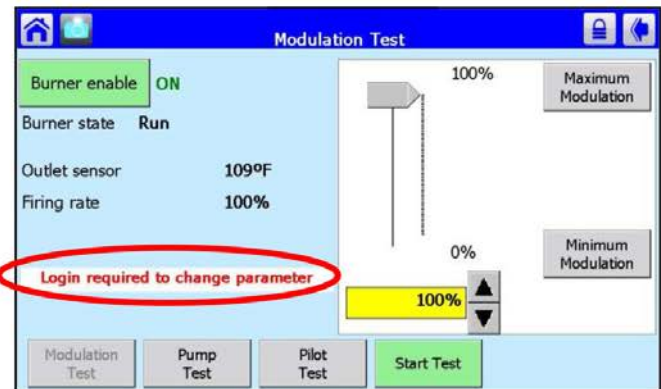 Modulation Test
Burner enable ON
Burner state Run
Outlet sensor 109ºF
Firing rate 100%
Login required to change parameter
100%
Maximum
Modulation
0%
Minimum
Modulation
100%
Modulation
Test
Pump
Test
Pilot
Test
Start Test